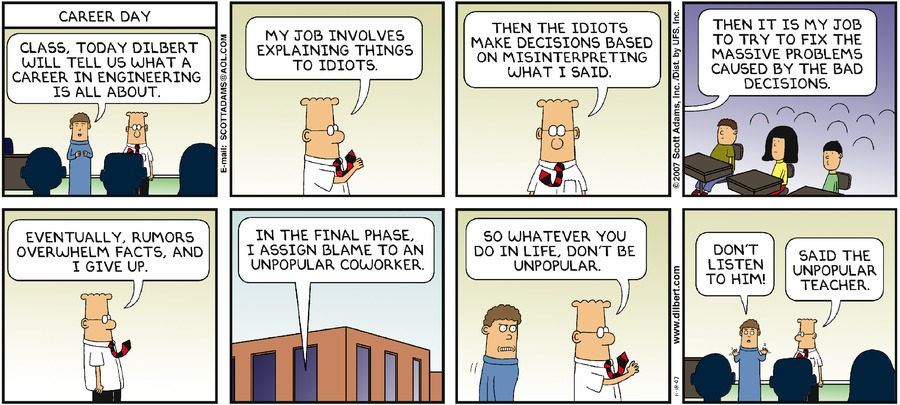 CAREER DAY
CLASS, TODAY DILBERT
WILL TELL US WHAT A
CAREER IN ENGINEERING
IS ALL ABOUT.
E-mail: SCOTTADAMS@AOL.COM
MY JOB INVOLVES
EXPLAINING THINGS
TO IDIOTS.
THEN THE IDIOTS
MAKE DECISIONS BASED
ON MISINTERPRETING
WHAT I SAID.
© 2007 Scott Adams, Inc./Dist. by UFS, Inc.
THEN IT IS MY JOB
TO TRY TO FIX THE
MASSIVE PROBLEMS
CAUSED BY THE BAD
DECISIONS.
EVENTUALLY, RUMORS
OVERWHELM FACTS, AND
I GIVE UP.
IN THE FINAL PHASE,
I ASSIGN BLAME TO AN
UNPOPULAR COWORKER.
SO WHATEVER YOU
DO IN LIFE, DON'T BE
UNPOPULAR.
www.dilbert.com
DON'T
LISTEN
TO HIM!
SAID THE
UNPOPULAR
TEACHER.